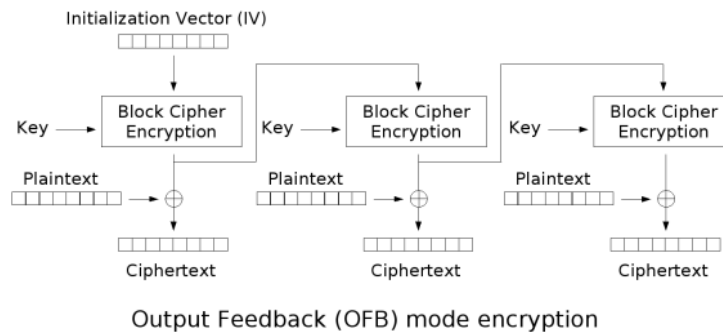 Initialization Vector (IV)
Block Cipher
Encryption
Block Cipher
Encryption
Block Cipher
Encryption
Key
Key
Key
Plaintext
Plaintext
Plaintext
Ciphertext
Ciphertext
Ciphertext
Output Feedback (OFB) mode encryption